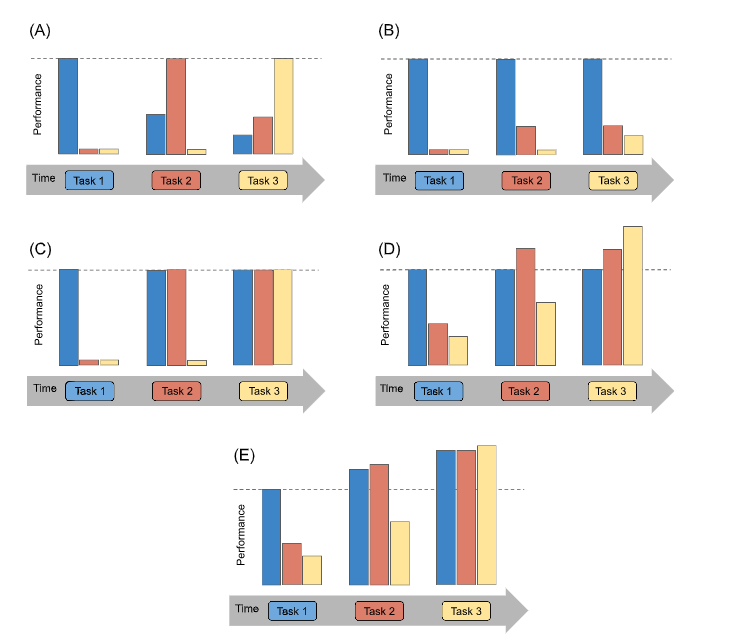 (A)
Performance
Time
Task 1
Task 2
Task 3
(B)
Performance
Time
Task 1
Task 2
Task 3
(C)
Performance
Time
Task 1
Task 2
Task 3
(D)
Performance
TIme
Task 1
Task 2
Task 3
(E)
Performance
Time
Task 1
Task 2
Task 3